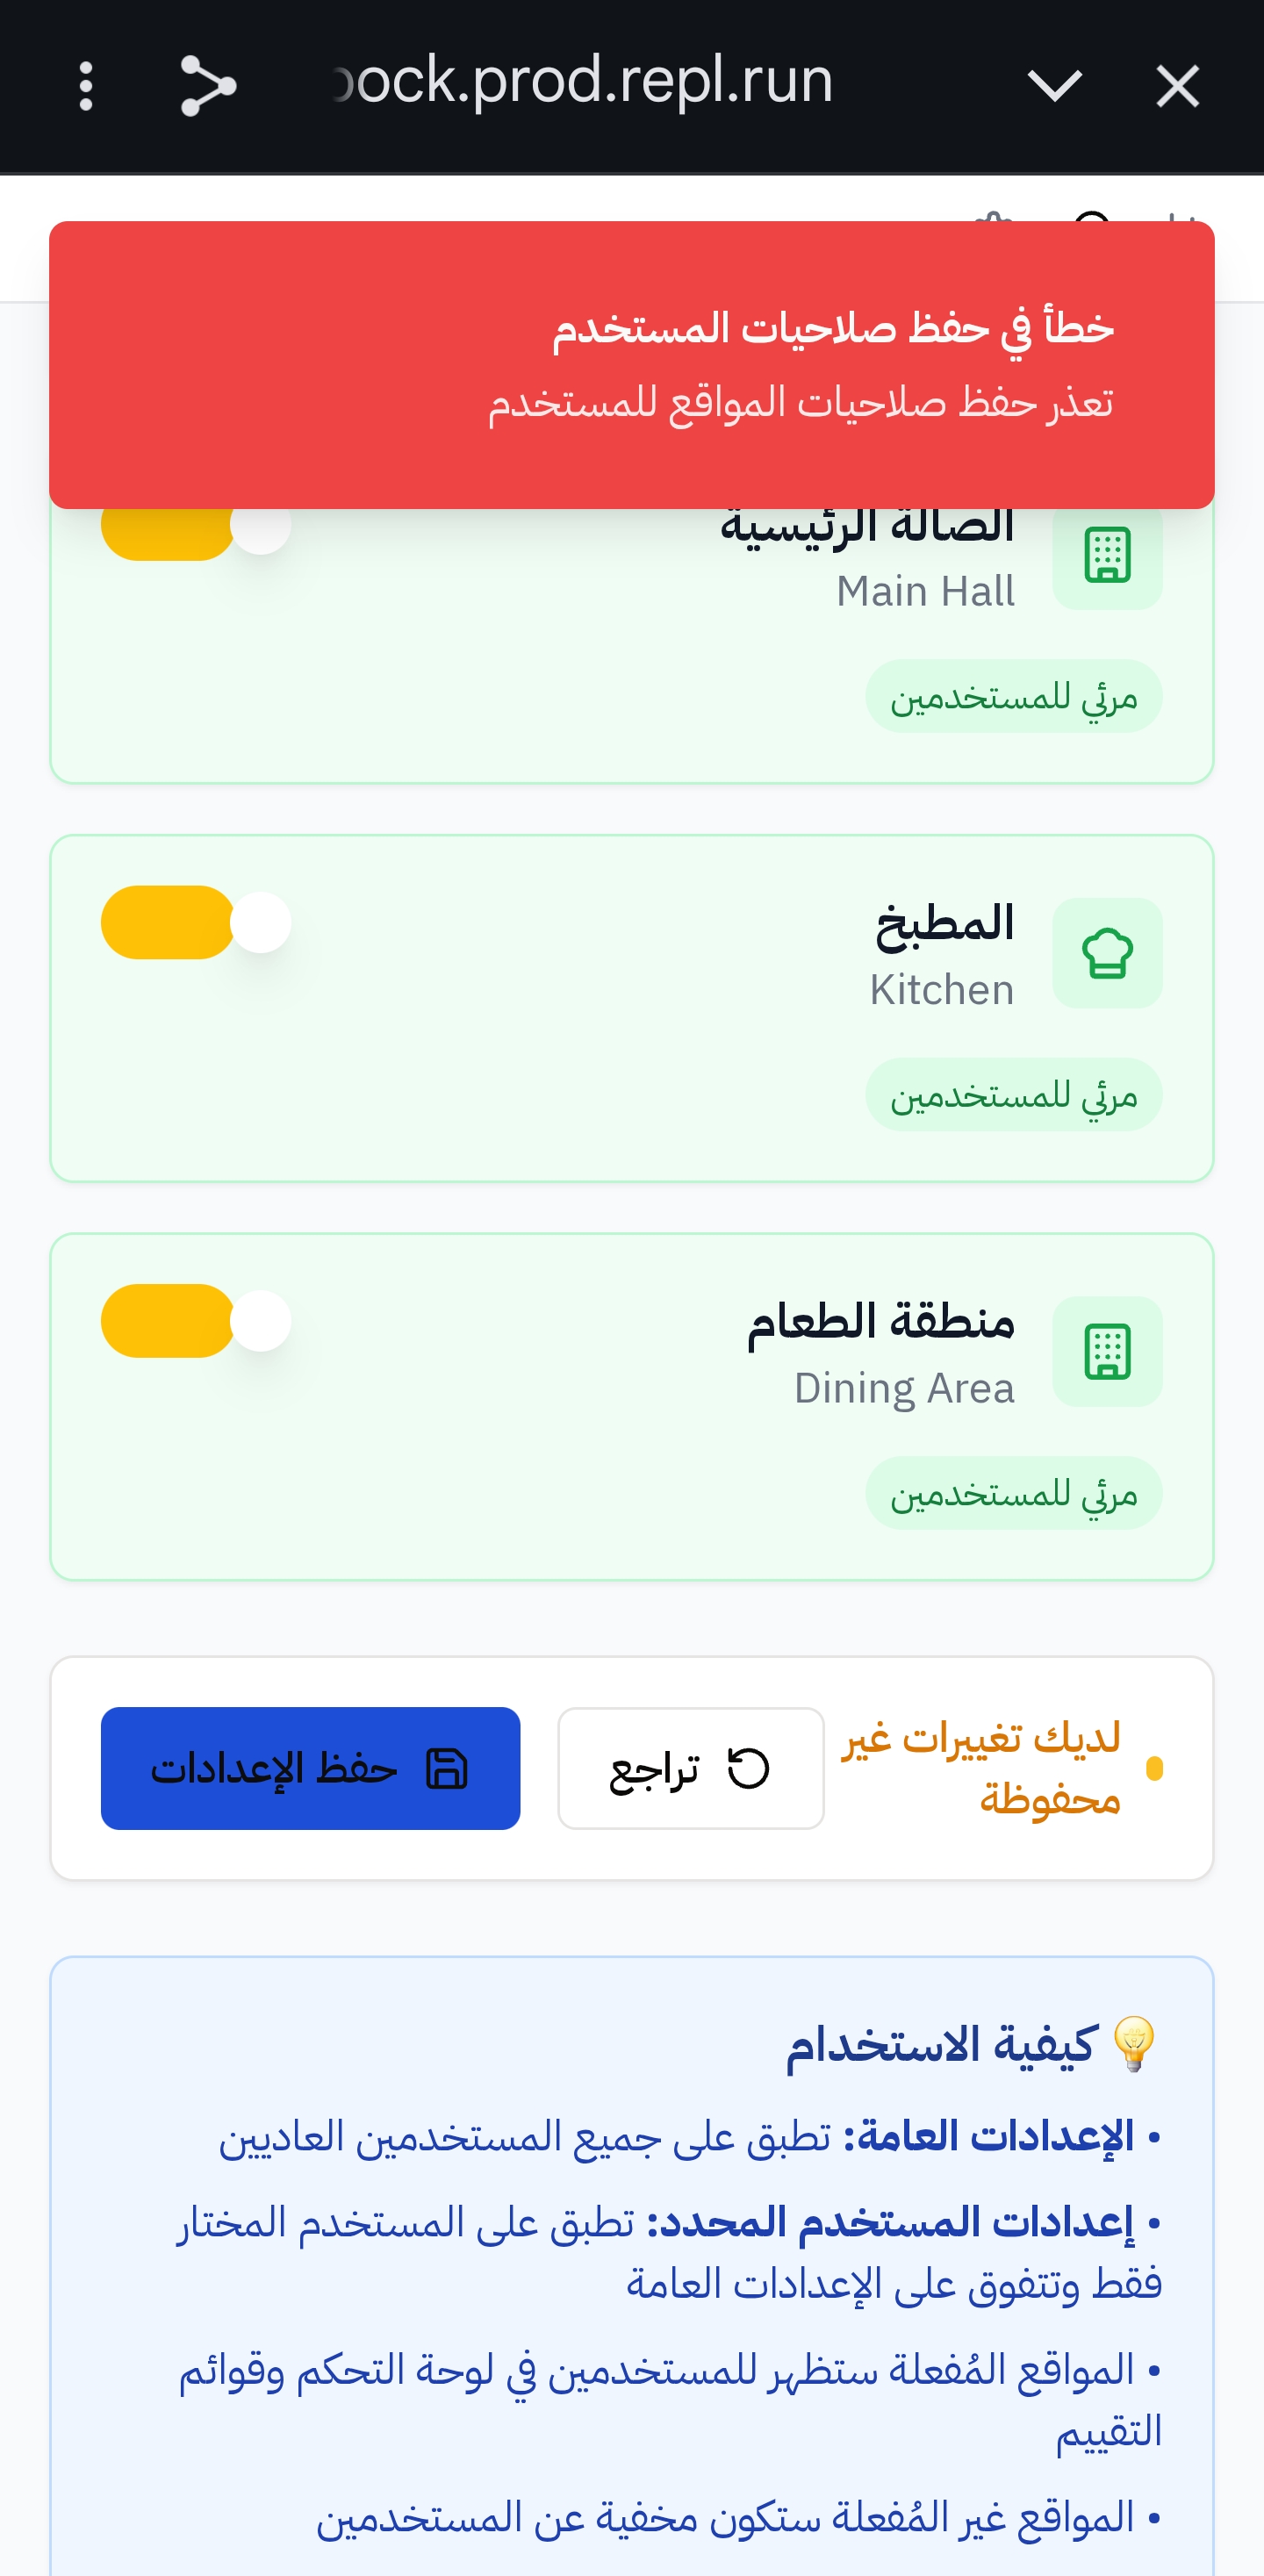 ock.prod.repl.run
خطأ في حفظ صلاحيات المستخدم
تعذر حفظ صلاحيات المواقع للمستخدم
الصالة الرئيسية
Main Hall
مرئي للمستخدمين
المطبخ
Kitchen
مرئي للمستخدمين
منطقة الطعام
Dining Area
مرئي للمستخدمين
لديك تغييرات غير
محفوظة
تراجع
حفظ الإعدادات
💡 كيفية الاستخدام
• الإعدادات العامة: تطبق على جميع المستخدمين العاديين
• إعدادات المستخدم المحدد: تطبق على المستخدم المختار
فقط وتتفوق على الإعدادات العامة
• المواقع المُفعلة ستظهر للمستخدمين في لوحة التحكم وقوائم
التقييم
• المواقع غير المُفعلة ستكون مخفية عن المستخدمين